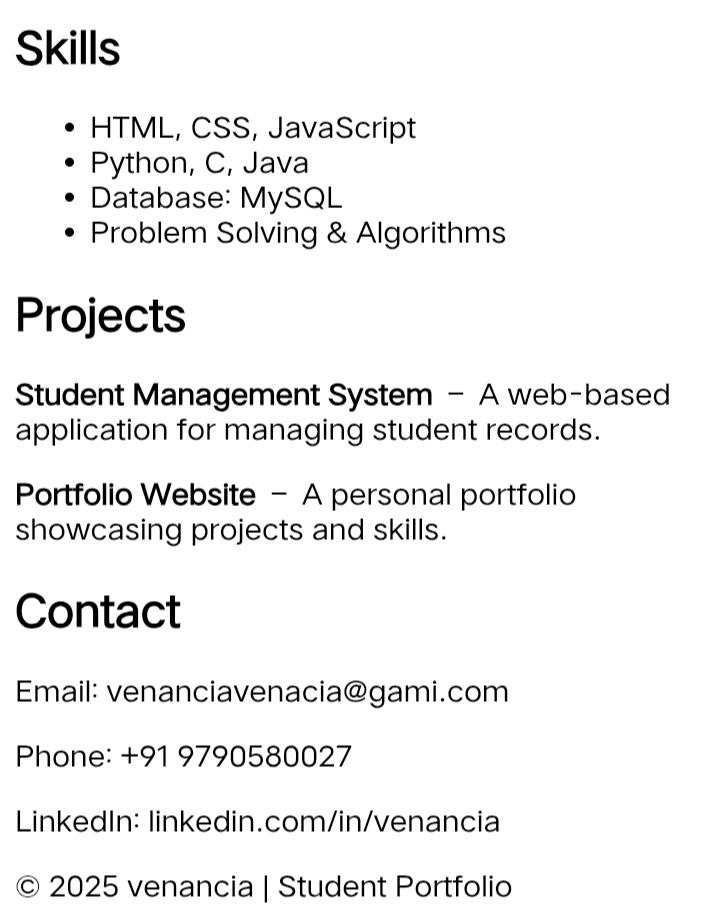 Skills
• HTML, CSS, JavaScript
• Python, C, Java
• Database: MySQL
• Problem Solving & Algorithms
Projects
Student Management System – A web-based
application for managing student records.
Portfolio Website – A personal portfolio
showcasing projects and skills.
Contact
Email: venanciavenacia@gami.com
Phone: +91 9790580027
LinkedIn: linkedin.com/in/venancia
© 2025 venancia | Student Portfolio